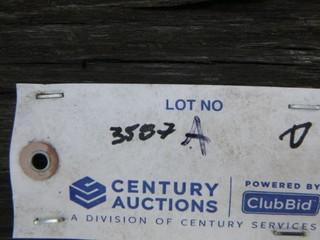 LOT NO
3587 A
CENTURY AUCTIONS
POWERED BY
ClubBid
A DIVISION OF CENTURY SERVICES